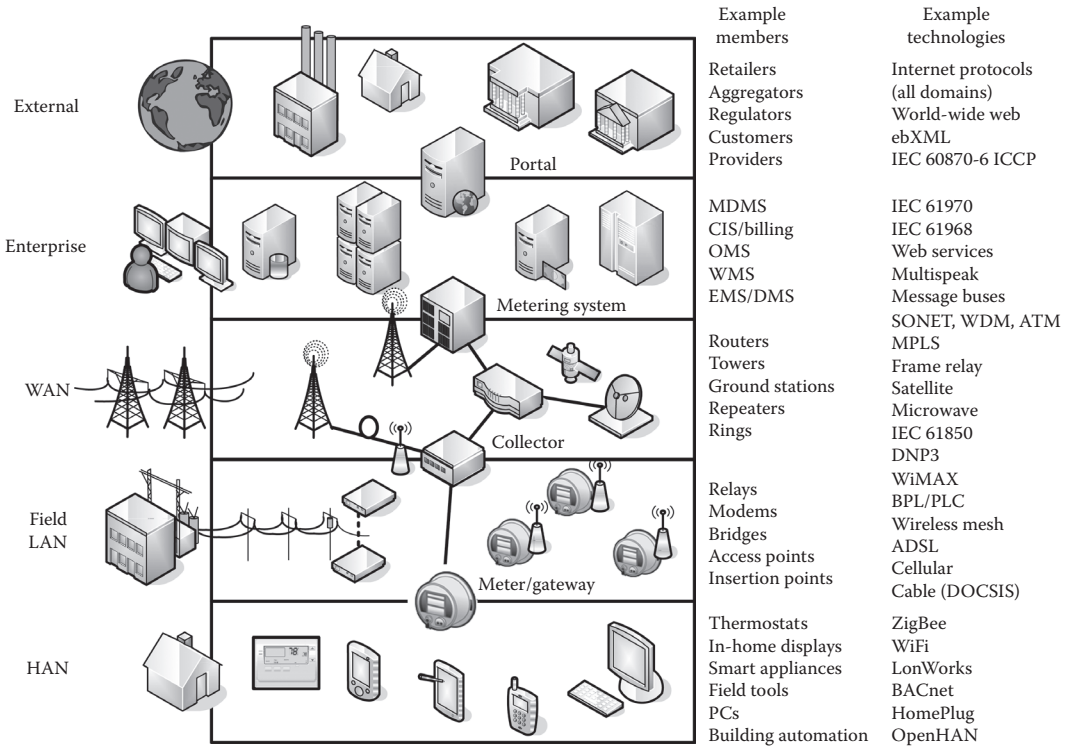 Example
members
Example
technologies
External
Retailers
Aggregators
Regulators
Customers
Providers
Internet protocols
(all domains)
World-wide web
ebXML
IEC 60870-6 ICCP
Portal
Enterprise
MDMS
CIS/billing
OMS
WMS
EMS/DMS
IEC 61970
IEC 61968
Web services
Multispeak
Message buses
Metering system
WAN
Routers
Towers
Ground stations
Repeaters
Rings
SONET, WDM, ATM
MPLS
Frame relay
Satellite
Microwave
IEC 61850
DNP3
Collector
Field
LAN
Relays
Modems
Bridges
Access points
Insertion points
WiMAX
BPL/PLC
Wireless mesh
ADSL
Cellular
Cable (DOCSIS)
Meter/gateway
HAN
78
Thermostats
In-home displays
Smart appliances
Field tools
PCs
Building automation
ZigBee
WiFi
LonWorks
BACnet
HomePlug
OpenHAN